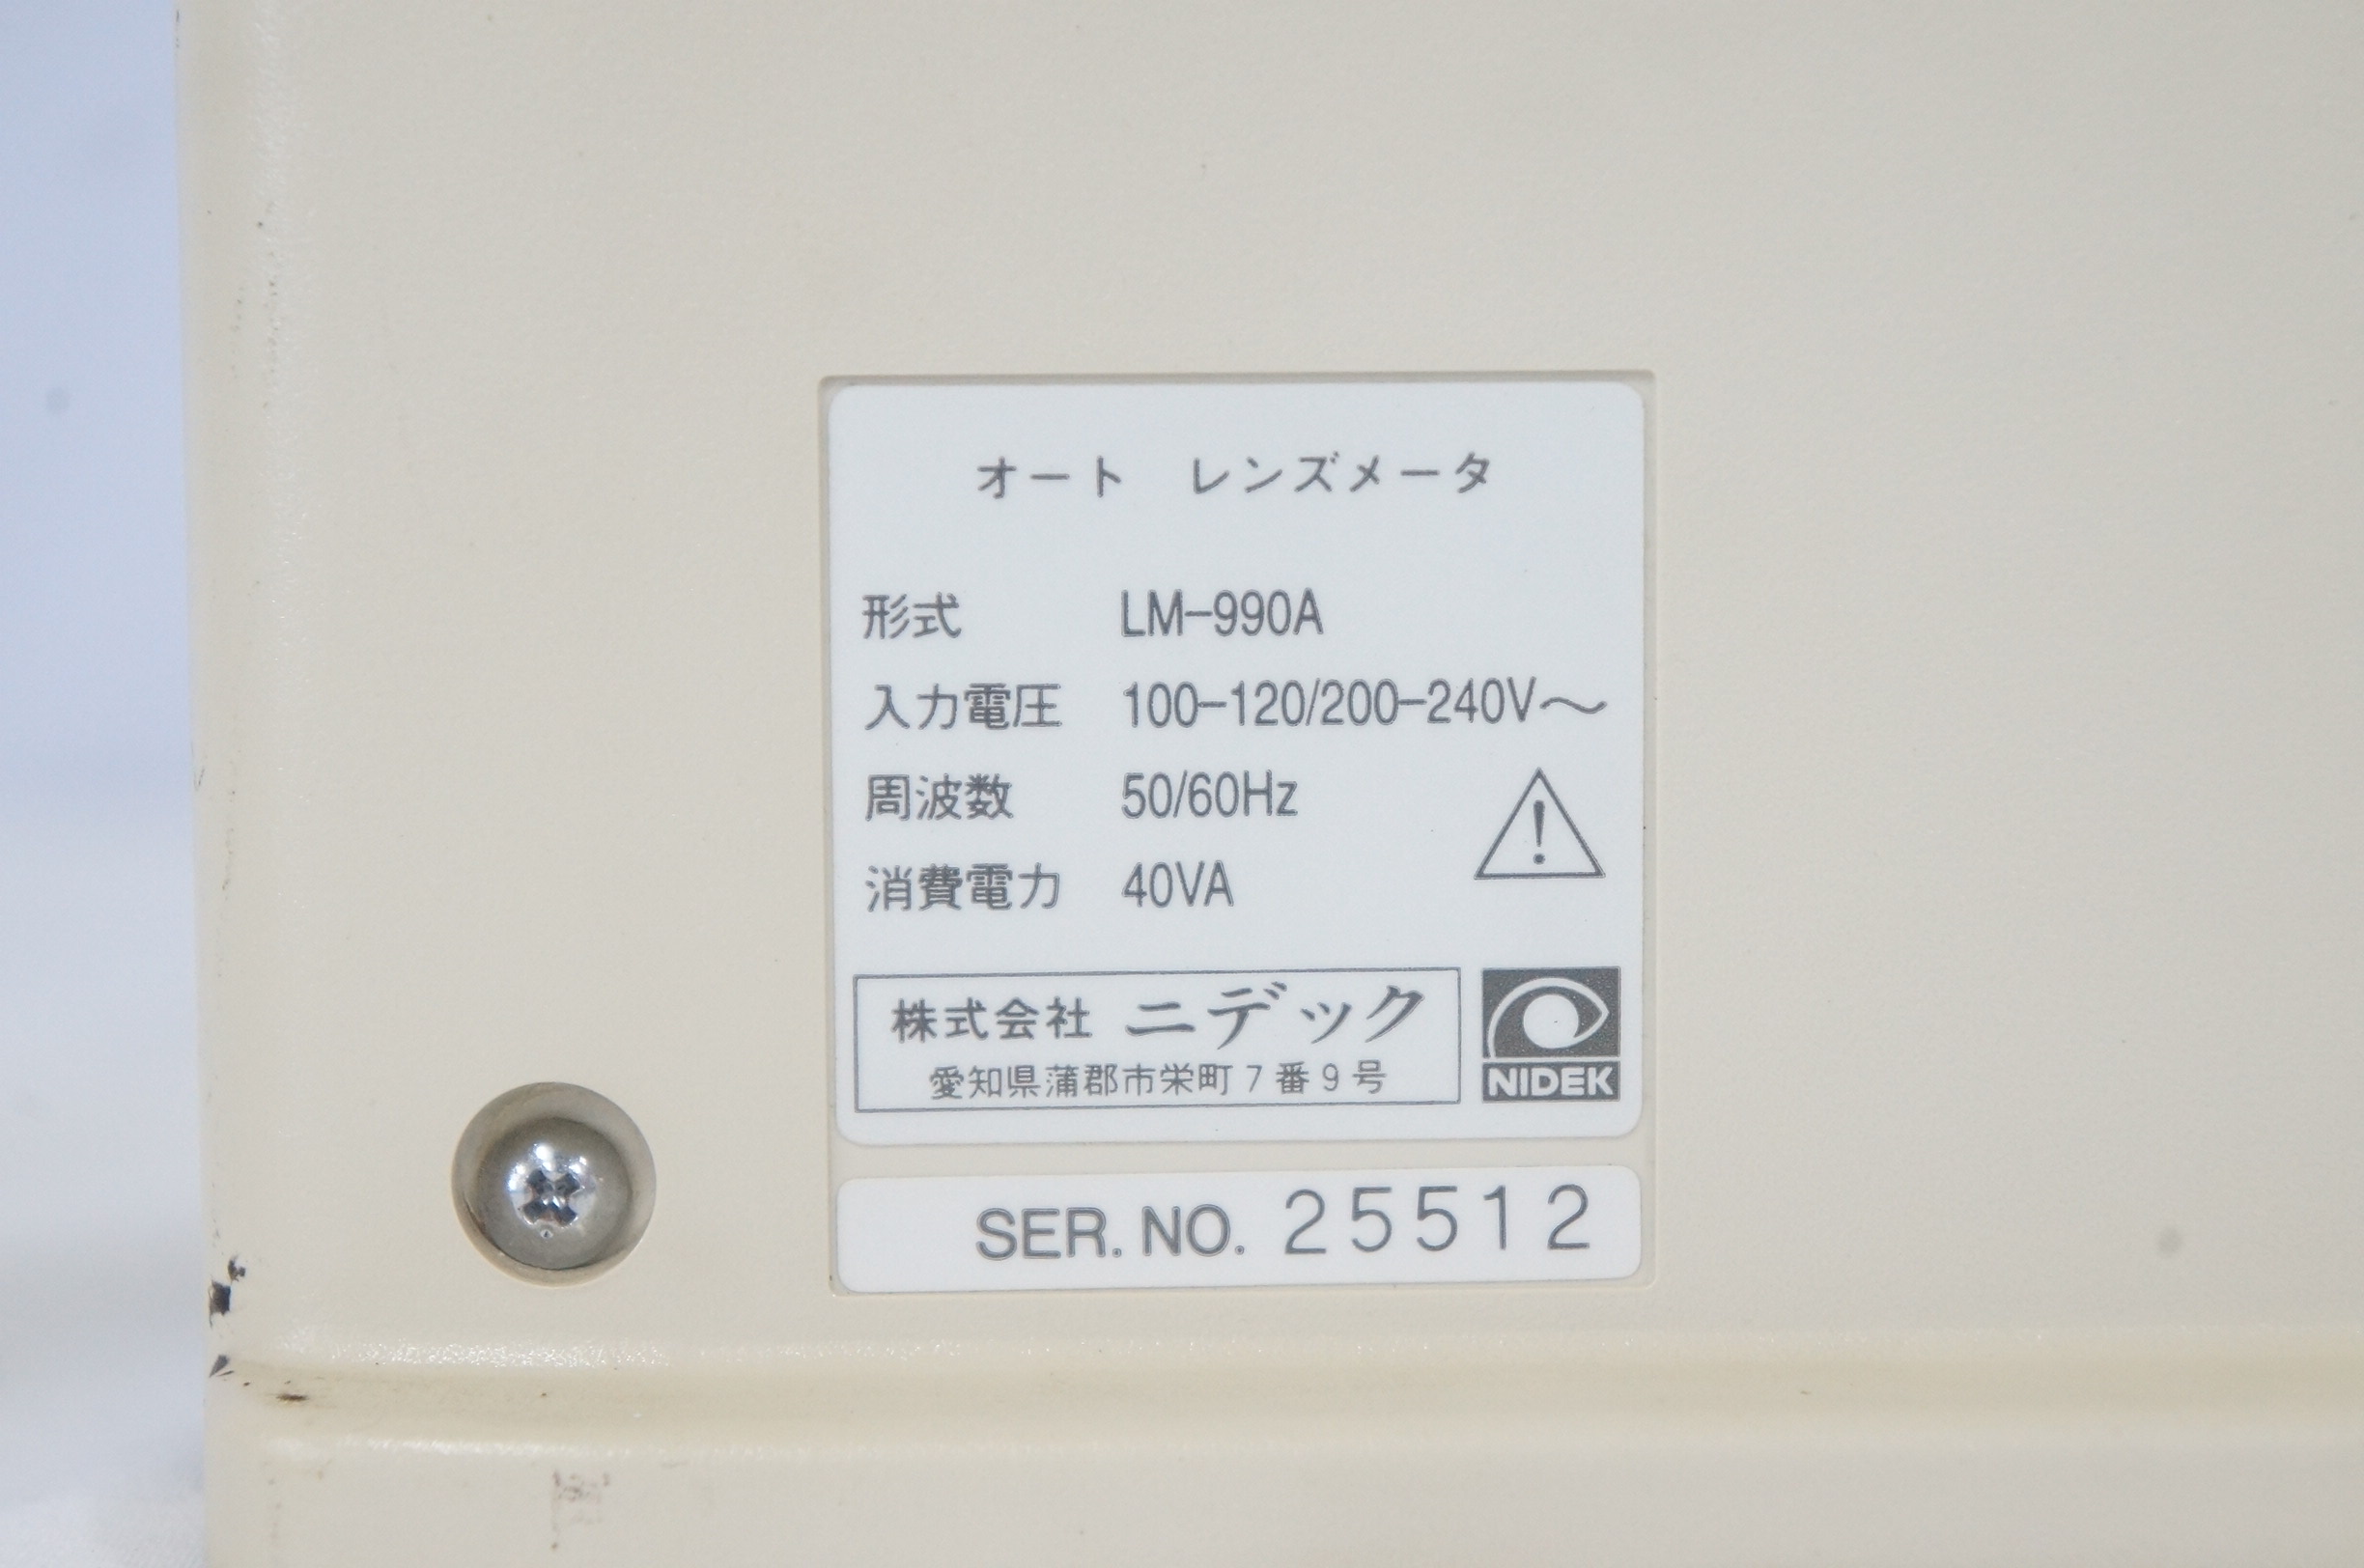 オート レンズメータ
形式 LM-990A
入力電圧 100-120/200-240V～
周波数 50/60Hz
消費電力 40VA
株式会社 ニデック
愛知県蒲郡市栄町7番9号
NIDEK
SER. NO. 25512